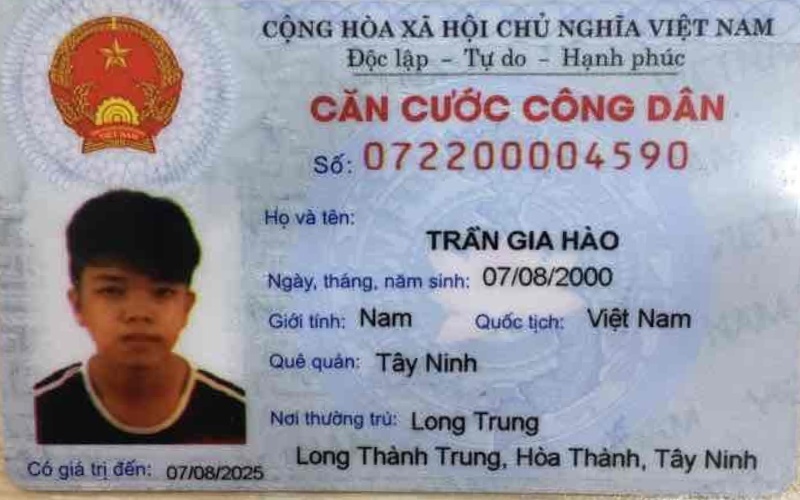 CỘNG HÒA XÃ HỘI CHỦ NGHĨA VIỆT NAM
Độc lập – Tự do – Hạnh phúc
CĂN CƯỚC CÔNG DÂN
Số: 072200004590
Họ và tên:
TRẦN GIA HÀO
Ngày, tháng, năm sinh: 07/08/2000
Giới tính: Nam Quốc tịch: Việt Nam
Quê quán: Tây Ninh
Nơi thường trú: Long Trung
Long Thành Trung, Hòa Thành, Tây Ninh
Có giá trị đến: 07/08/2025